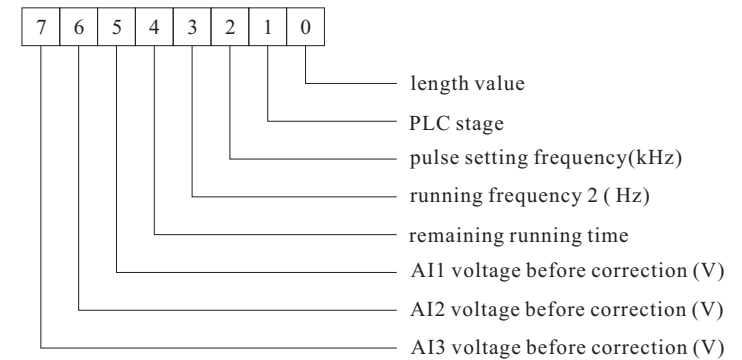 7 6 5 4 3 2 1 0
length value
PLC stage
pulse setting frequency(kHz)
running frequency 2 ( Hz)
remaining running time
AI1 voltage before correction (V)
AI2 voltage before correction (V)
AI3 voltage before correction (V)